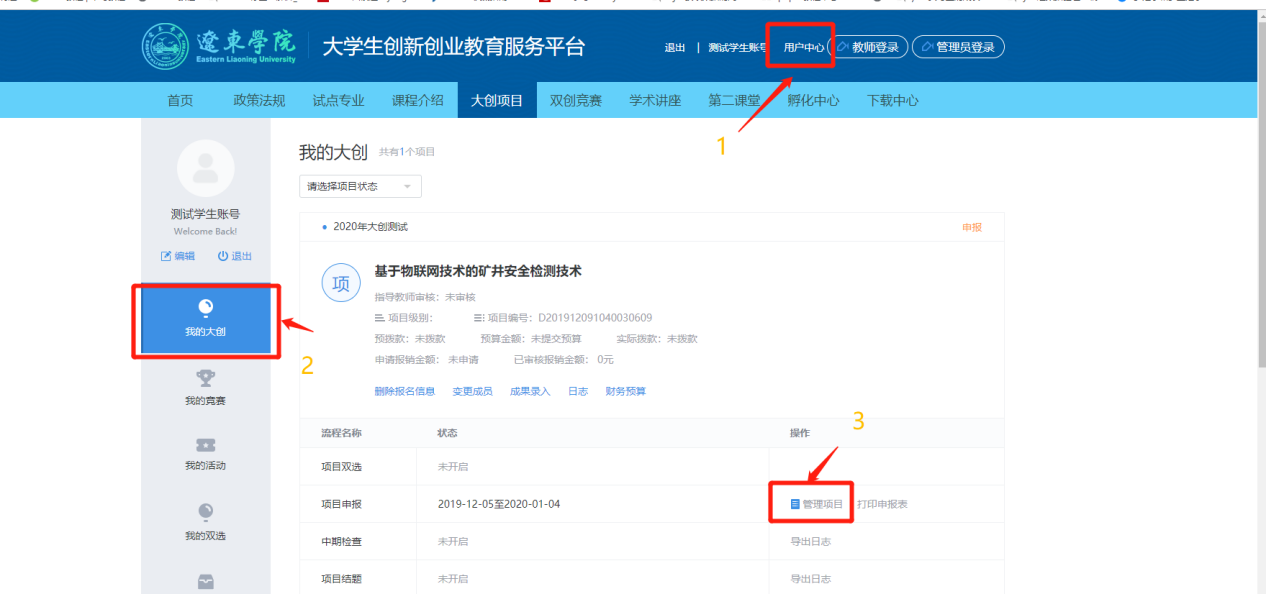 遼東學院
Eastern Liaoning University
大学生创新创业教育服务平台
退出 | 测试学生账号 用户中心 教师登录 管理员登录
首页 政策法规 试点专业 课程介绍 大创项目 双创竞赛 学术讲座 第二课堂 孵化中心 下载中心
1
我的大创 共有1个项目
请选择项目状态
测试学生账号
Welcome Back!
编辑 退出
2020年大创测试 申报
项 基于物联网技术的矿井安全检测技术
指导教师审核: 未审核
项目级别: 项目编号: D201912091040030609
预拨款: 未拨款 预算金额: 未提交预算 实际拨款: 未拨款
申请报销金额: 未申请 已审核报销金额: 0元
删除报名信息 变更成员 成果录入 日志 财务预算
我的大创
2
我的竞赛
我的活动
我的双选
3
流程名称 状态 操作
项目双选 未开启
项目申报 2019-12-05至2020-01-04 管理项目 打印申报表
中期检查 未开启 导出日志
项目结题 未开启 导出日志